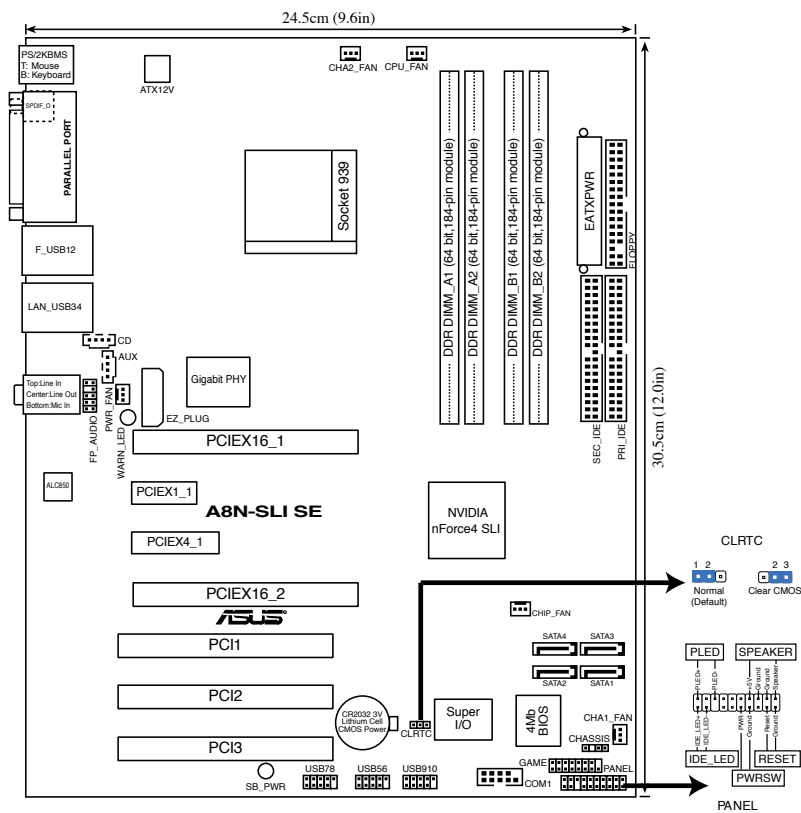 24.5cm (9.6in)
PS/2KBMS
T: Mouse
B: Keyboard
SPDIF_O
PARALLEL PORT
F_USB12
LAN_USB34
ATX12V
CHA2_FAN
CPU_FAN
Socket 939
DDR DIMM_A1 (64 bit,184-pin module)
DDR DIMM_A2 (64 bit,184-pin module)
DDR DIMM_B1 (64 bit,184-pin module)
DDR DIMM_B2 (64 bit,184-pin module)
EATXPWR
FLOPPY
SEC_IDE
PRI_IDE
30.5cm (12.0in)
CD
AUX
Top:Line In
Center:Line Out
Bottom:Mic In
FP_AUDIO
PWR_FAN
WARN_LED
EZ_PLUG
Gigabit PHY
PCIEX16_1
ALC850
PCIEX1_1
A8N-SLI SE
PCIEX4_1
NVIDIA
nForce4 SLI
PCIEX16_2
ASUS
CHIP_FAN
PCI1
PCI2
PCI3
SATA4
SATA3
SATA2
SATA1
CR2032 3V
Lithium Cell
CMOS Power
CLRTC
Super
I/O
4Mb
BIOS
CHA1_FAN
CHASSIS
GAME
PANEL
SB_PWR
USB78
USB56
USB910
COM1
CLRTC
1 2
2 3
Normal
(Default)
Clear CMOS
PLED
SPEAKER
PLED+
PLED-
+5V
Ground
Ground
Speaker
IDE_LED+
IDE_LED-
PWR
Ground
Reset
Ground
IDE_LED
RESET
PWRSW
PANEL